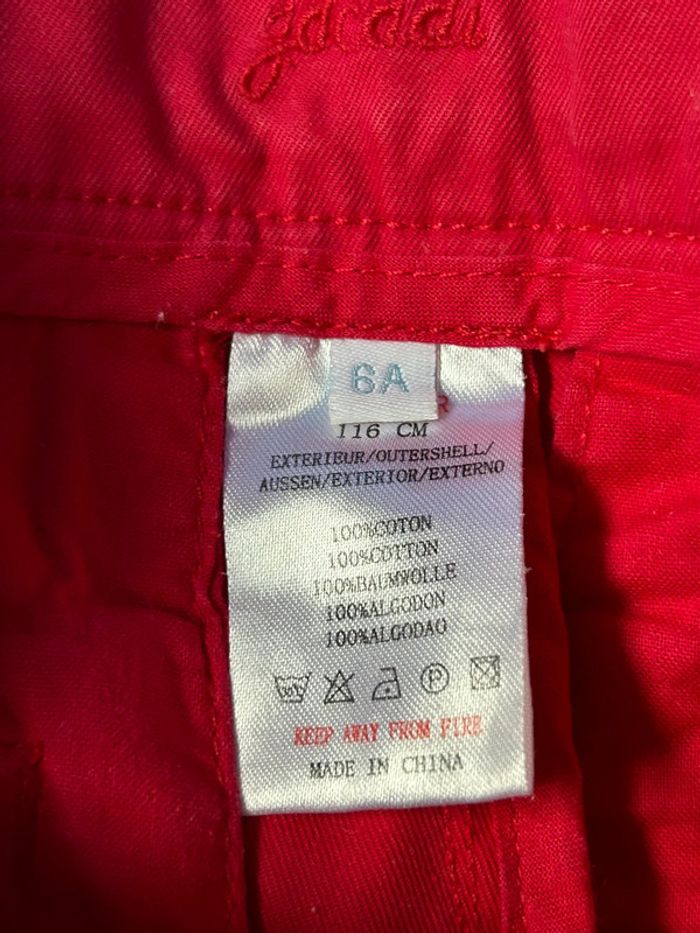 6A
R
116 CM
EXTERIEUR/OUTERSHELL/
AUSSEN/EXTERIOR/EXTERNO
100%COTON
100%COTTON
100%BAUMWOLLE
100%ALGODON
100%ALGODAO
P
KEEP AWAY FROM FIRE
MADE IN CHINA